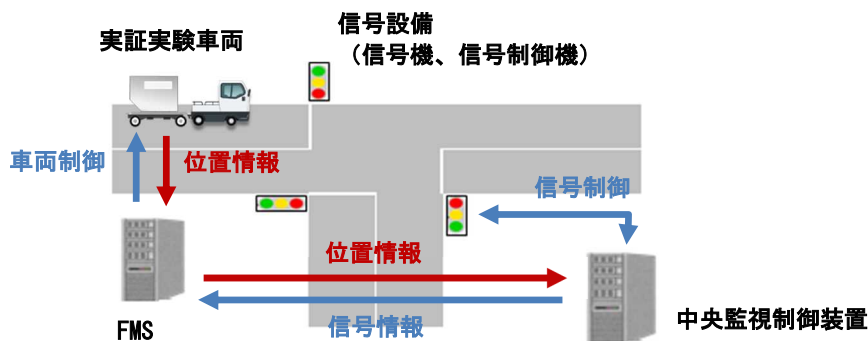 実証実験車両
信号設備
(信号機、信号制御機)
車両制御
位置情報
信号制御
位置情報
信号情報
FMS
中央監視制御装置